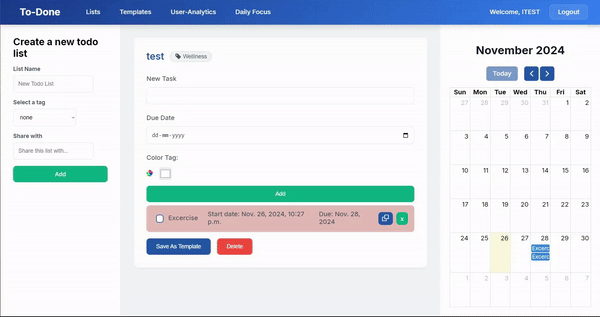 To-Done Lists Templates User-Analytics Daily Focus Welcome, ITEST Logout
Create a new todo
list
List Name
New Todo List
Select a tag
none
Share with
Share this list with...
Add
test Wellness
New Task
Due Date
dd-mm-yyyy
Color Tag:
Add
Excercise Start date: Nov. 26, 2024, 10:27
p.m. Due: Nov. 28,
2024 x
Save As Template Delete
November 2024
Today
Sun Mon Tue Wed Thu Fri Sat
27 28 29 30 31 1 2
3 4 5 6 7 8 9
10 11 12 13 14 15 16
17 18 19 20 21 22 23
24 25 26 27 28 29 30
Excerc
Excerc
1 2 3 4 5 6 7